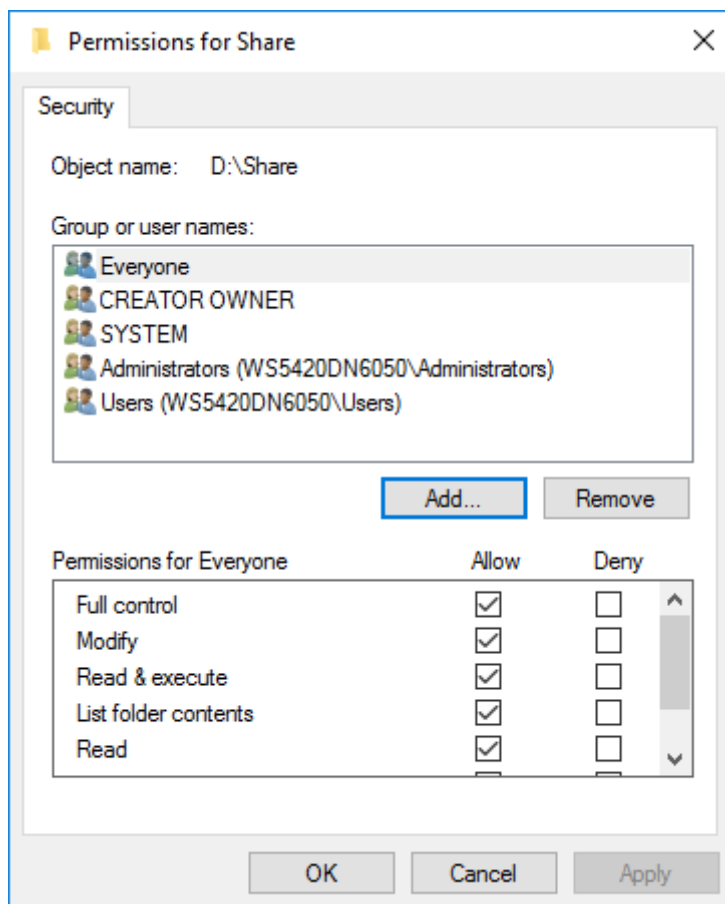 Permissions for Share
Security
Object name: D:\Share
Group or user names:
Everyone
CREATOR OWNER
SYSTEM
Administrators (WS5420DN6050\Administrators)
Users (WS5420DN6050\Users)
Add... Remove
Permissions for Everyone Allow Deny
Full control
Modify
Read & execute
List folder contents
Read
OK Cancel Apply